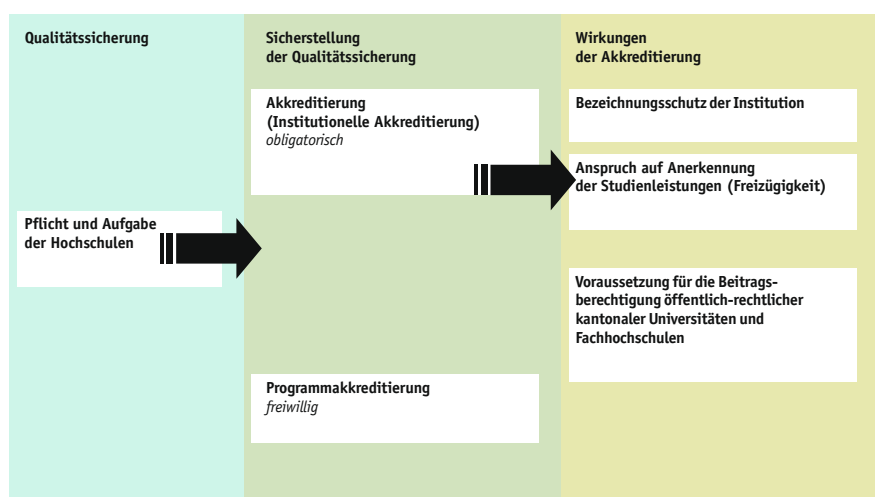 Qualitätssicherung
Pflicht und Aufgabe
der Hochschulen
Sicherstellung
der Qualitätssicherung
Akkreditierung
(Institutionelle Akkreditierung)
obligatorisch
Programmakkreditierung
freiwillig
Wirkungen
der Akkreditierung
Bezeichnungsschutz der Institution
Anspruch auf Anerkennung
der Studienleistungen (Freizügigkeit)
Voraussetzung für die Beitrags-
berechtigung öffentlich-rechtlicher
kantonaler Universitäten und
Fachhochschulen